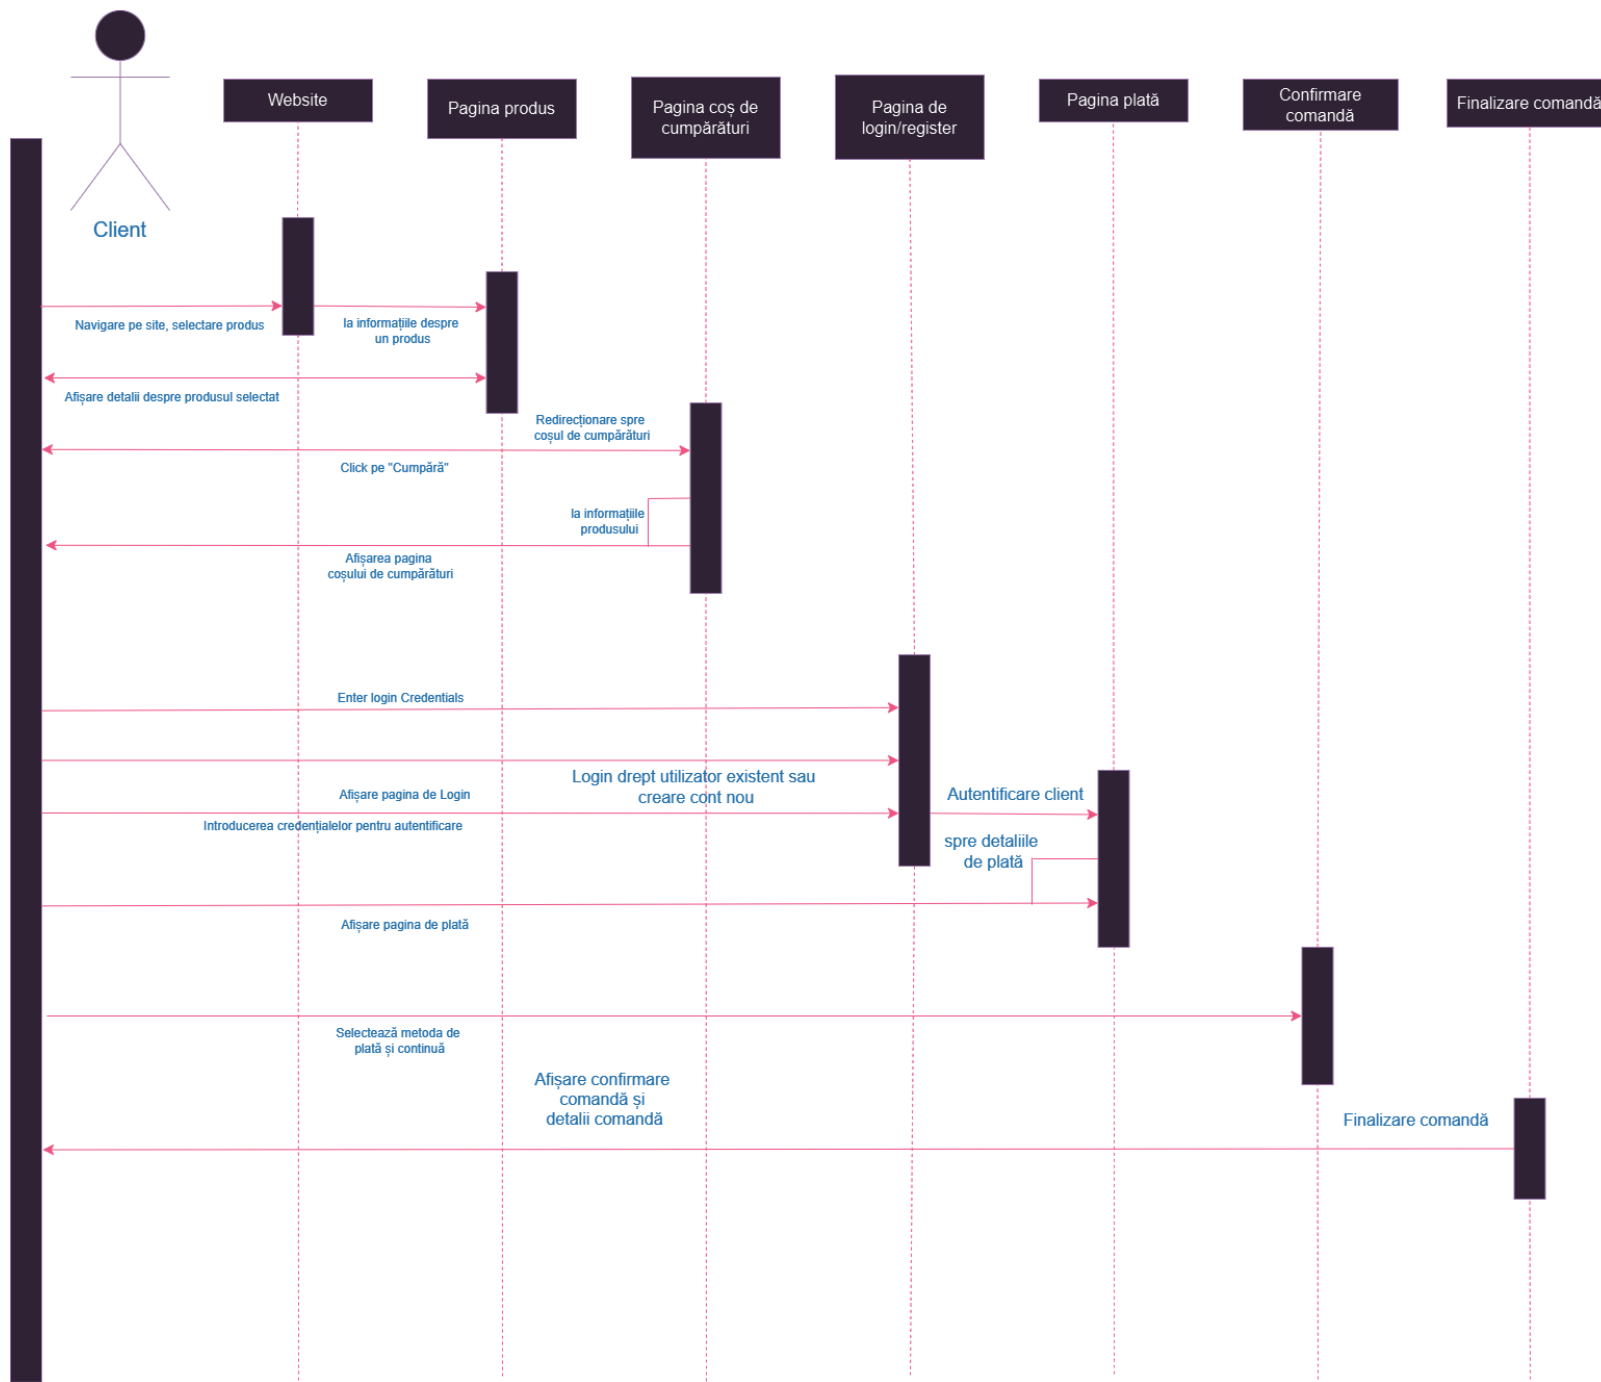 Website
Pagina produs
Pagina coș de
cumpărături
Pagina de
login/register
Pagina plată
Confirmare
comandă
Finalizare comandă
Client
Navigare pe site, selectare produs
Ia informațiile despre
un produs
Afișare detalii despre produsul selectat
Redirecționare spre
coșul de cumpărături
Click pe "Cumpără"
Ia informațiile
produsului
Afișarea pagina
coșului de cumpărături
Enter login Credentials
Login drept utilizator existent sau
creare cont nou
Afișare pagina de Login
Autentificare client
Introducerea credențialelor pentru autentificare
spre detaliile
de plată
Afișare pagina de plată
Selectează metoda de
plată și continuă
Afișare confirmare
comandă și
detalii comandă
Finalizare comandă